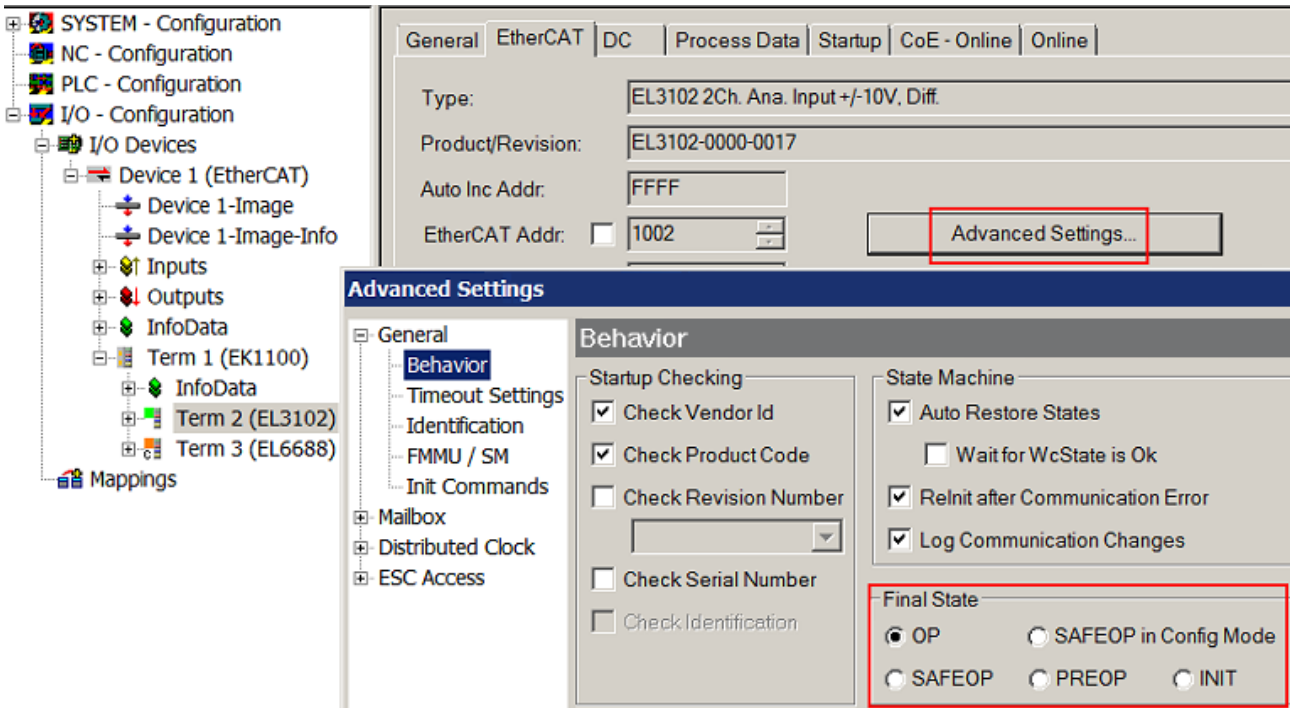 SYSTEM - Configuration
NC - Configuration
PLC - Configuration
I/O - Configuration
I/O Devices
Device 1 (EtherCAT)
Device 1-Image
Device 1-Image-Info
Inputs
Outputs
InfoData
Term 1 (EK1100)
InfoData
Term 2 (EL3102)
Term 3 (EL6688)
Mappings
General EtherCAT DC Process Data Startup CoE - Online Online
Type: EL3102 2Ch. Ana. Input +/-10V, Diff.
Product/Revision: EL3102-0000-0017
Auto Inc Addr: FFFF
EtherCAT Addr: 1002 Advanced Settings...
Advanced Settings
General
Behavior
Timeout Settings
Identification
FMMU / SM
Init Commands
Mailbox
Distributed Clock
ESC Access
Behavior
Startup Checking
Check Vendor Id
Check Product Code
Check Revision Number
Check Serial Number
Check Identification
State Machine
Auto Restore States
Wait for WcState is Ok
ReInit after Communication Error
Log Communication Changes
Final State
OP SAFEOP in Config Mode
SAFEOP PREOP INIT